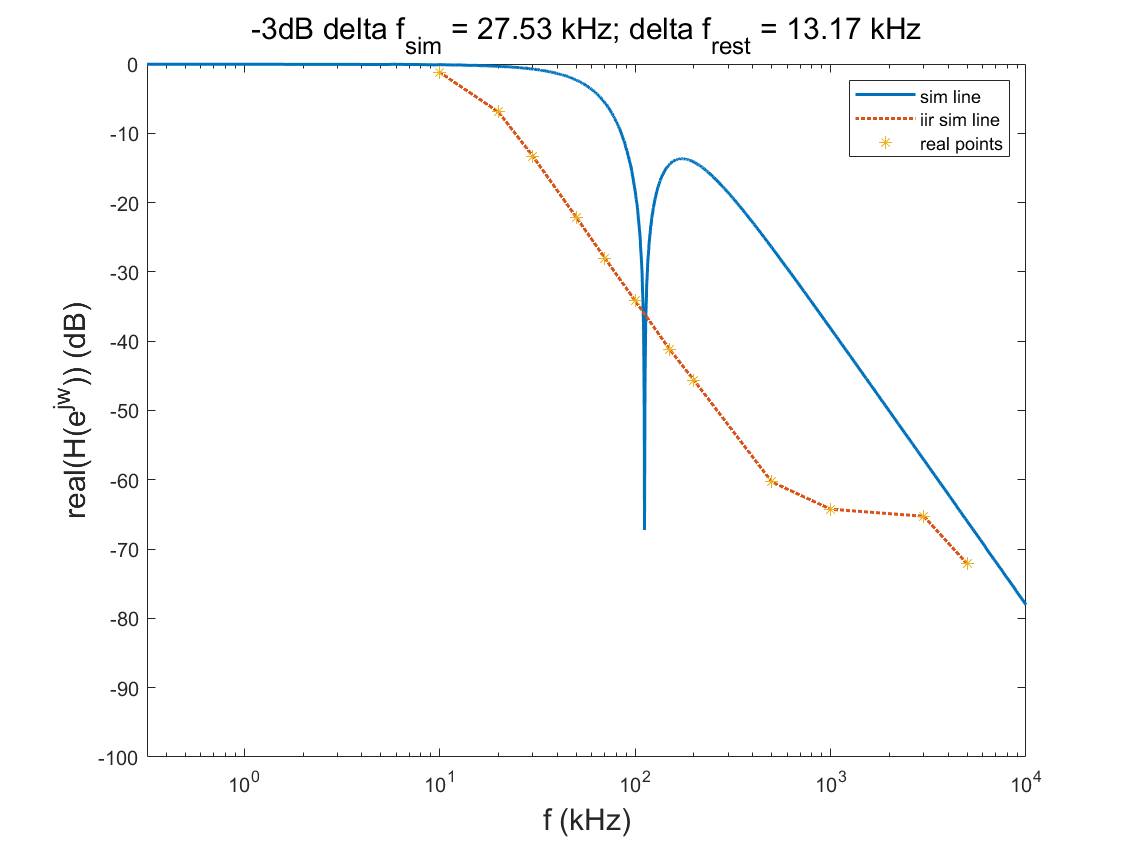 -3dB delta f_sim = 27.53 kHz; delta f_rest = 13.17 kHz
sim line
iir sim line
real points
0
-10
-20
-30
-40
-50
-60
-70
-80
-90
-100
real(H(e^jw)) (dB)
10^0 10^1 10^2 10^3 10^4
f (kHz)